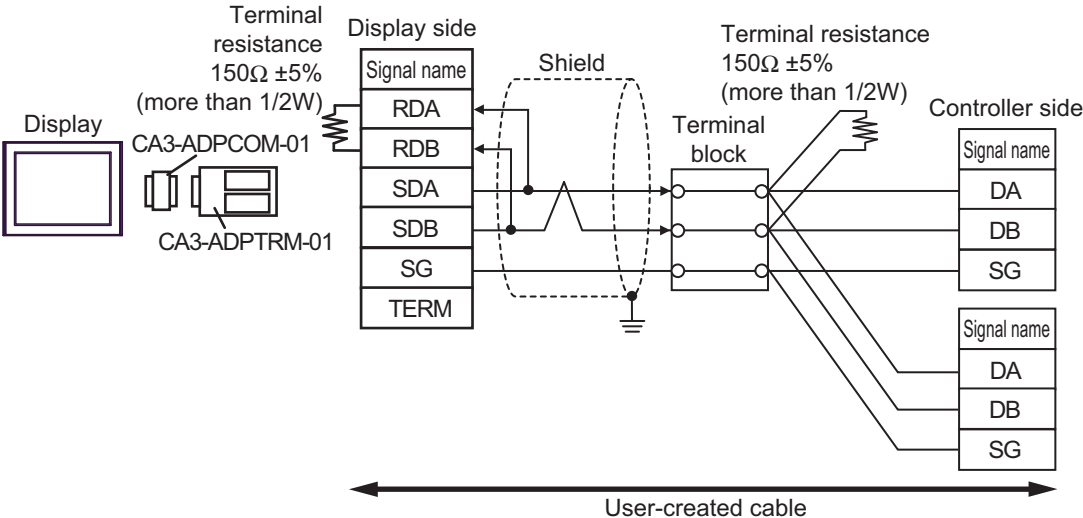 Terminal
resistance
150Ω ±5%
(more than 1/2W)
Display side
Signal name
RDA
RDB
SDA
SDB
SG
TERM
Display
CA3-ADPCOM-01
CA3-ADPTRM-01
Shield
Terminal
block
Terminal resistance
150Ω ±5%
(more than 1/2W)
Controller side
Signal name
DA
DB
SG
Signal name
DA
DB
SG
User-created cable